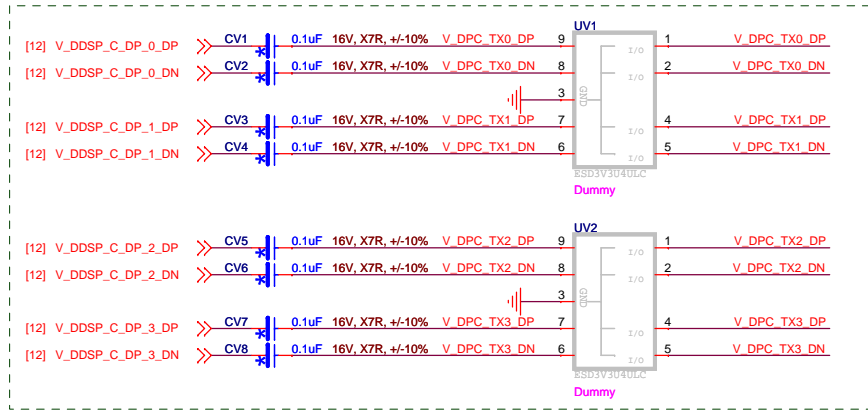 UV1
[12] V_DDSP_C_DP_0_DP CV1 0.1uF 16V, X7R, +/-10% V_DPC_TX0_DP 9 I/O 1 V_DPC_TX0_DP
[12] V_DDSP_C_DP_0_DN CV2 0.1uF 16V, X7R, +/-10% V_DPC_TX0_DN 8 I/O 2 V_DPC_TX0_DN
3 GND
[12] V_DDSP_C_DP_1_DP CV3 0.1uF 16V, X7R, +/-10% V_DPC_TX1_DP 7 I/O 4 V_DPC_TX1_DP
[12] V_DDSP_C_DP_1_DN CV4 0.1uF 16V, X7R, +/-10% V_DPC_TX1_DN 6 I/O 5 V_DPC_TX1_DN
ESD3V3U4ULC
Dummy
UV2
[12] V_DDSP_C_DP_2_DP CV5 0.1uF 16V, X7R, +/-10% V_DPC_TX2_DP 9 I/O 1 V_DPC_TX2_DP
[12] V_DDSP_C_DP_2_DN CV6 0.1uF 16V, X7R, +/-10% V_DPC_TX2_DN 8 I/O 2 V_DPC_TX2_DN
3 GND
[12] V_DDSP_C_DP_3_DP CV7 0.1uF 16V, X7R, +/-10% V_DPC_TX3_DP 7 I/O 4 V_DPC_TX3_DP
[12] V_DDSP_C_DP_3_DN CV8 0.1uF 16V, X7R, +/-10% V_DPC_TX3_DN 6 I/O 5 V_DPC_TX3_DN
ESD3V3U4ULC
Dummy